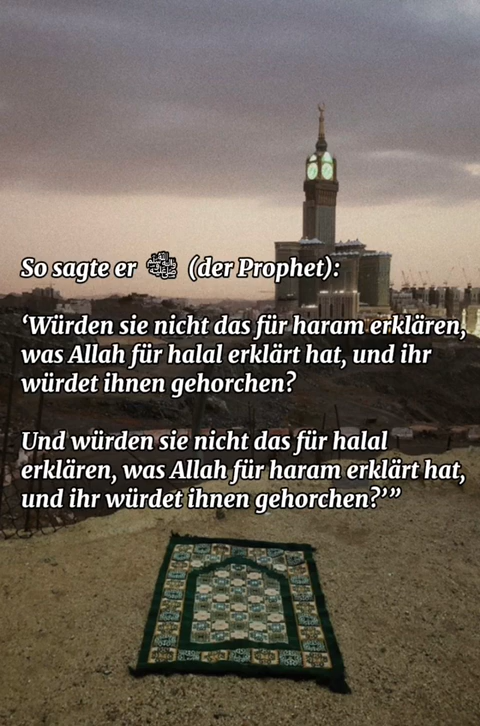 So sagte er ﷺ (der Prophet):
‘Würden sie nicht das für haram erklären,
was Allah für halal erklärt hat, und ihr
würdet ihnen gehorchen?
Und würden sie nicht das für halal
erklären, was Allah für haram erklärt hat,
und ihr würdet ihnen gehorchen?’”